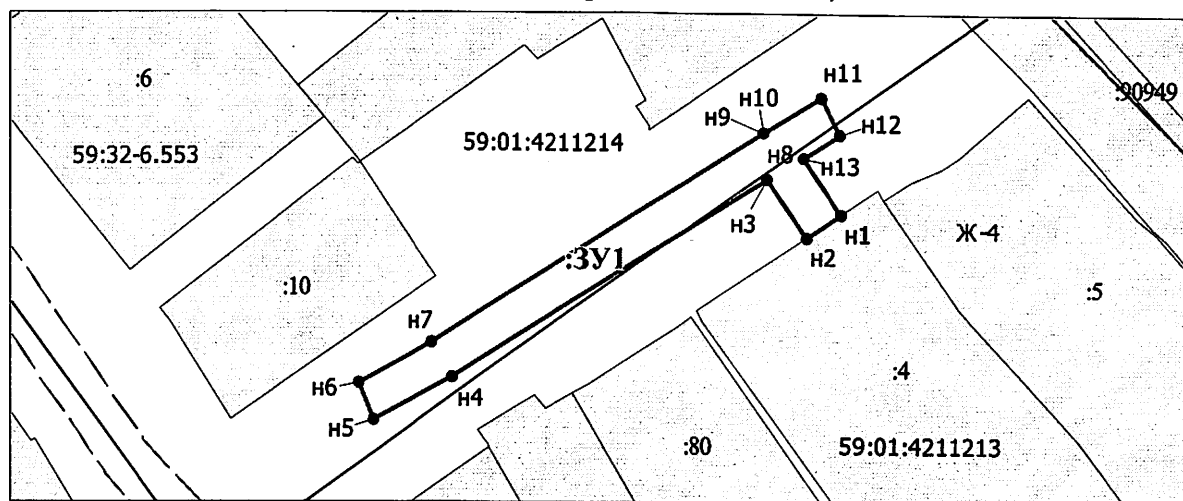 :6
н11
:90949
н10
н9
н12
59:01:4211214
59:32-6.553
н8
н13
н3
н1
Ж-4
н2
:ЗУ1
:10
:5
н7
:4
н6
н4
н5
:80
59:01:4211213